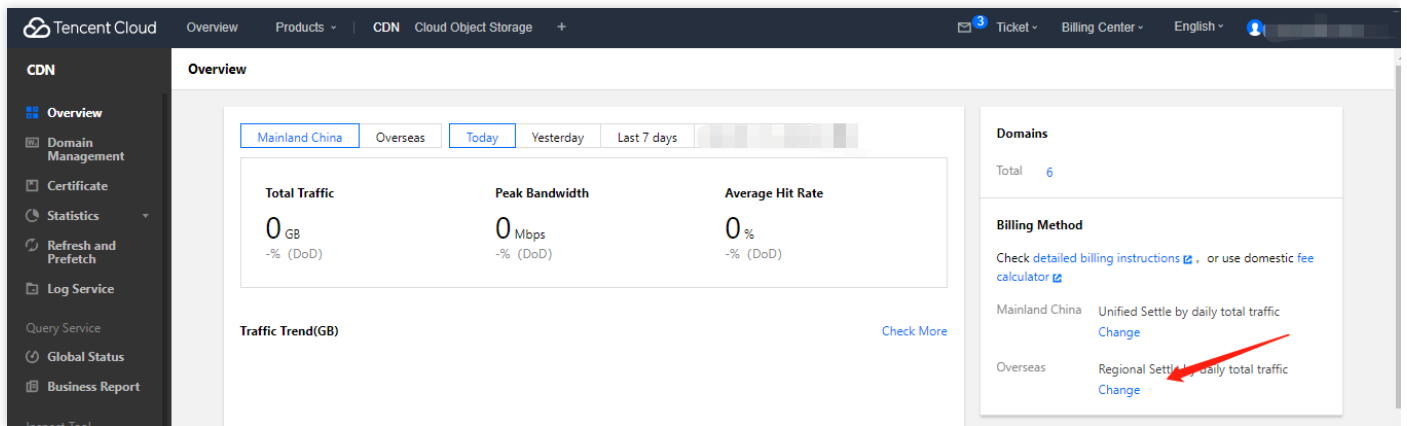 Tencent Cloud Overview Products CDN Cloud Object Storage + 3 Ticket Billing Center English
CDN
Overview
Domain Management
Certificate
Statistics
Refresh and Prefetch
Log Service
Query Service
Global Status
Business Report
Overview
Mainland China Overseas Today Yesterday Last 7 days
Total Traffic Peak Bandwidth Average Hit Rate
0 GB 0 Mbps 0 %
-% (DoD) -% (DoD) -% (DoD)
Traffic Trend(GB) Check More
Domains
Total 6
Billing Method
Check detailed billing instructions , or use domestic fee
calculator
Mainland China Unified Settle by daily total traffic
Change
Overseas Regional Settle by daily total traffic
Change